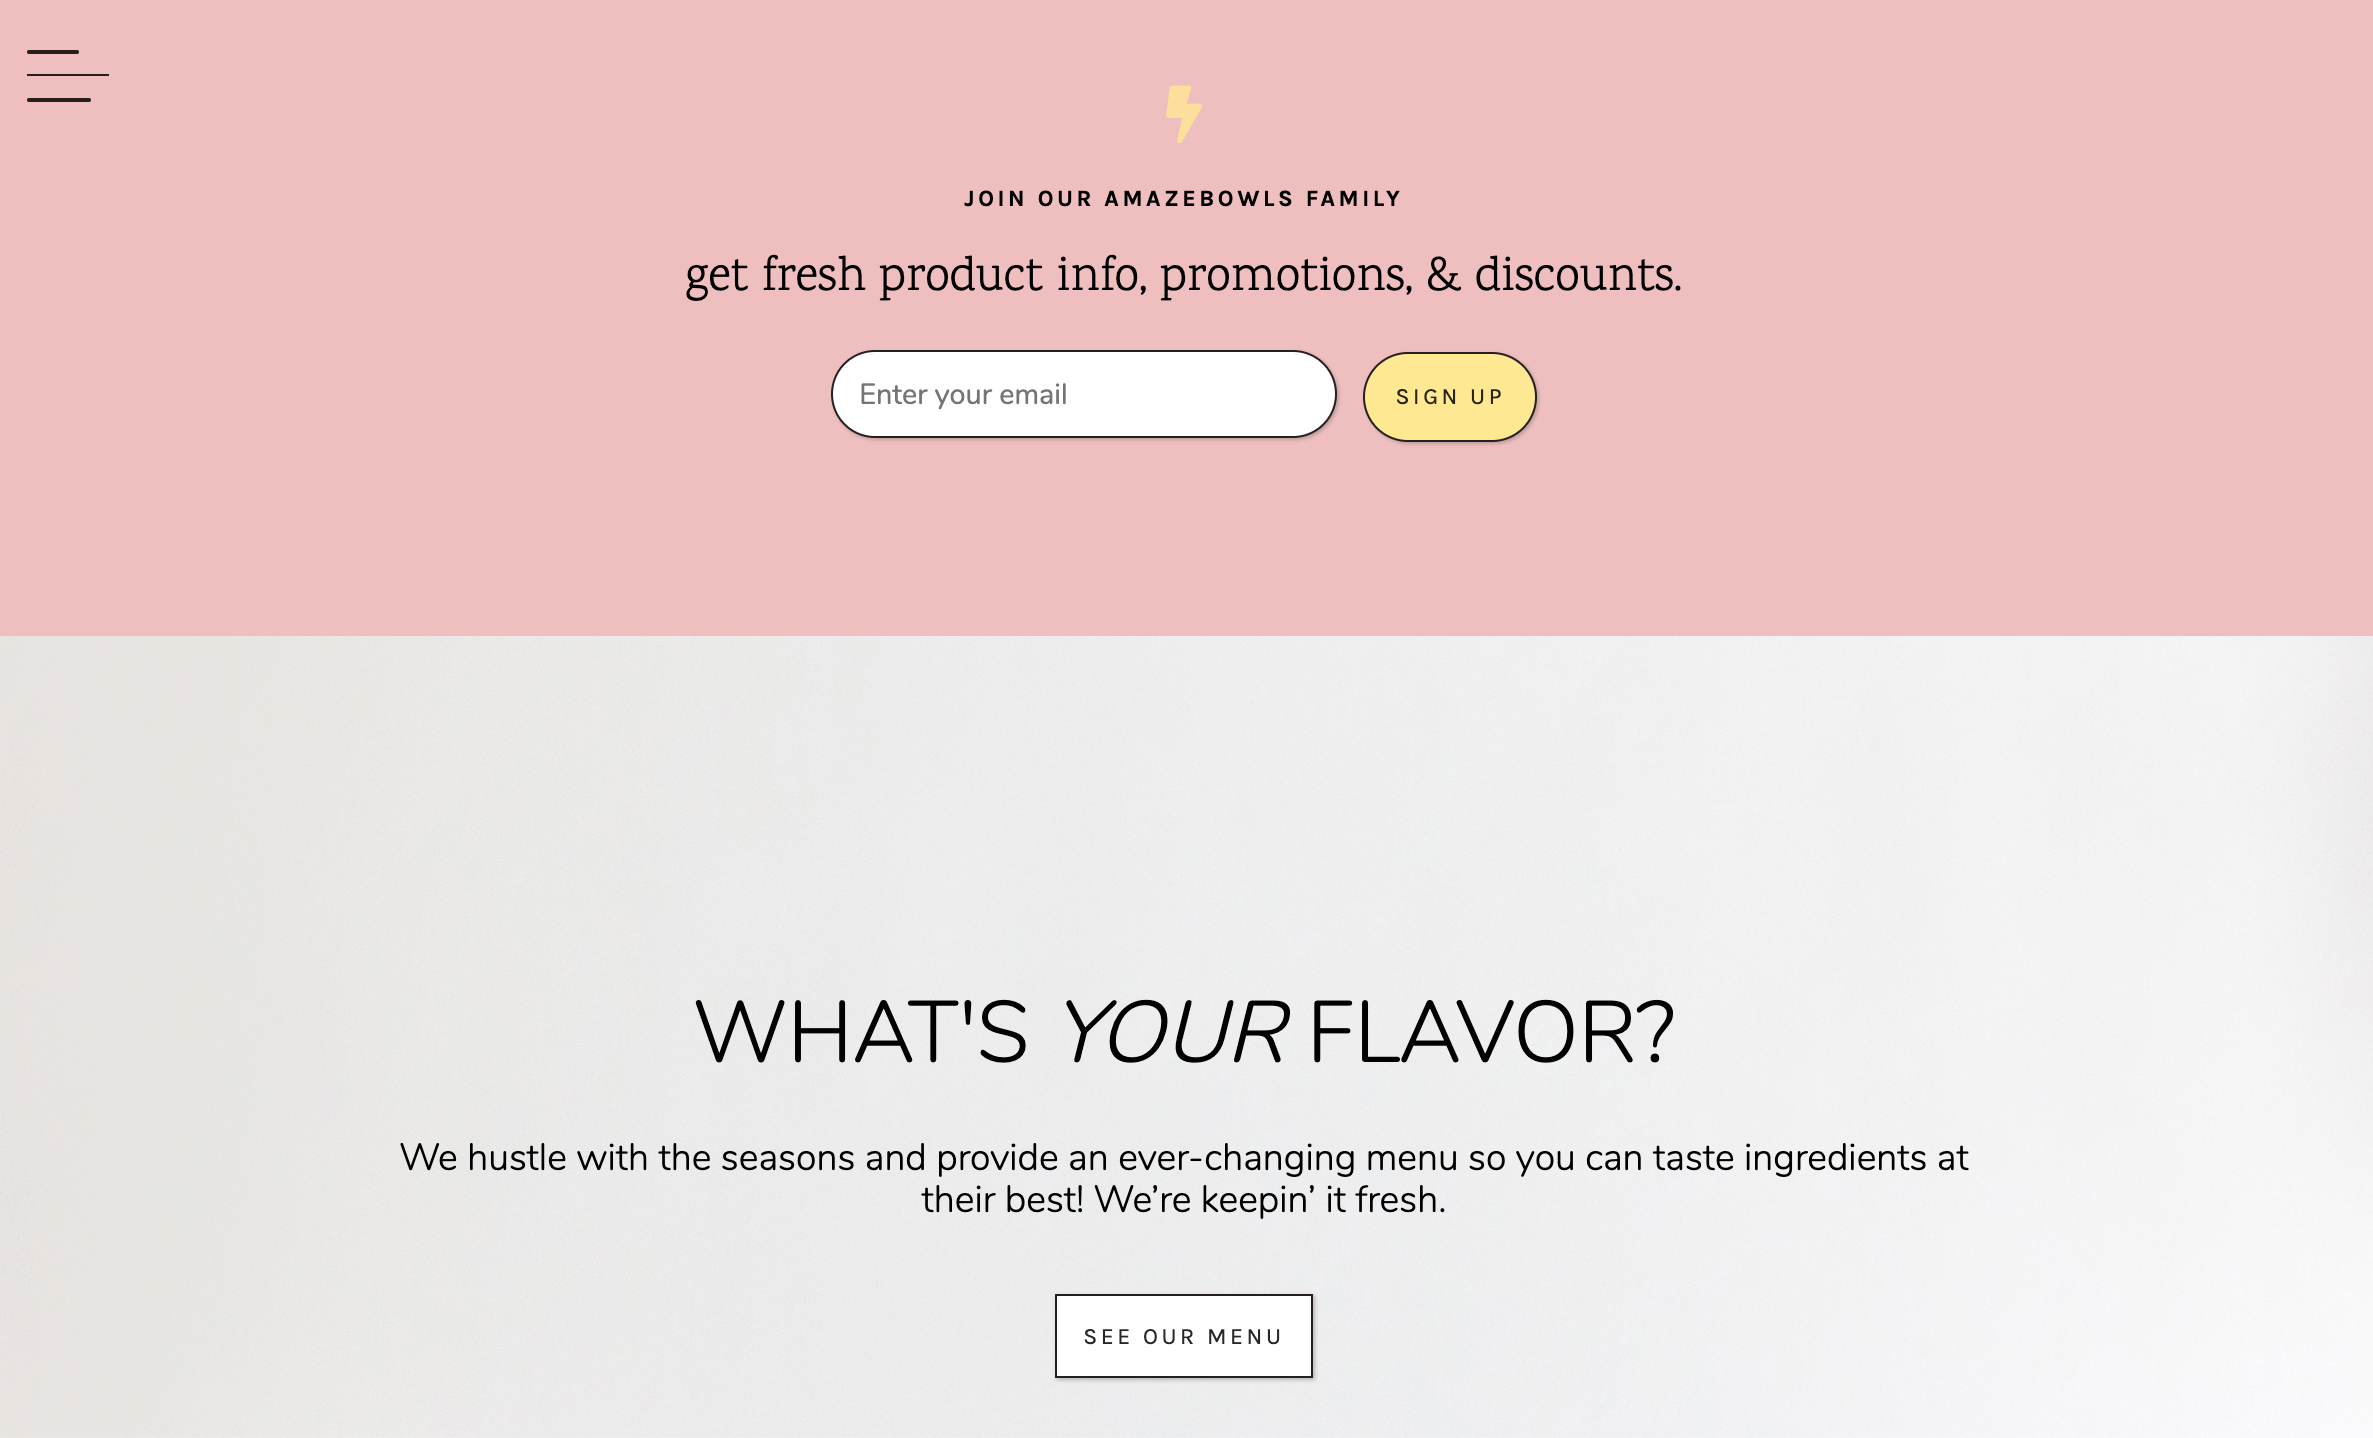 JOIN OUR AMAZEBOWLS FAMILY
get fresh product info, promotions, & discounts.
Enter your email
SIGN UP
WHAT'S YOUR FLAVOR?
We hustle with the seasons and provide an ever-changing menu so you can taste ingredients at
their best! We’re keepin’ it fresh.
SEE OUR MENU